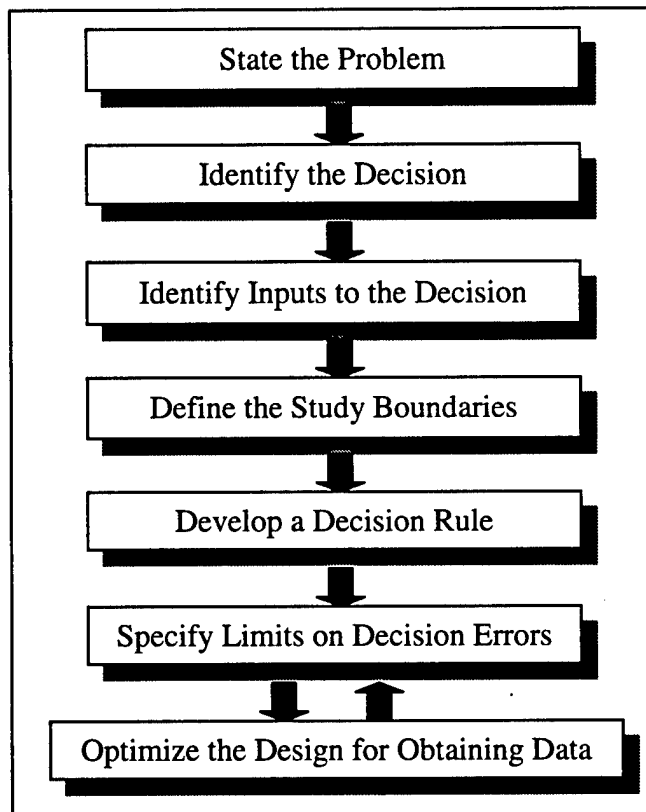 State the Problem
Identify the Decision
Identify Inputs to the Decision
Define the Study Boundaries
Develop a Decision Rule
Specify Limits on Decision Errors
Optimize the Design for Obtaining Data